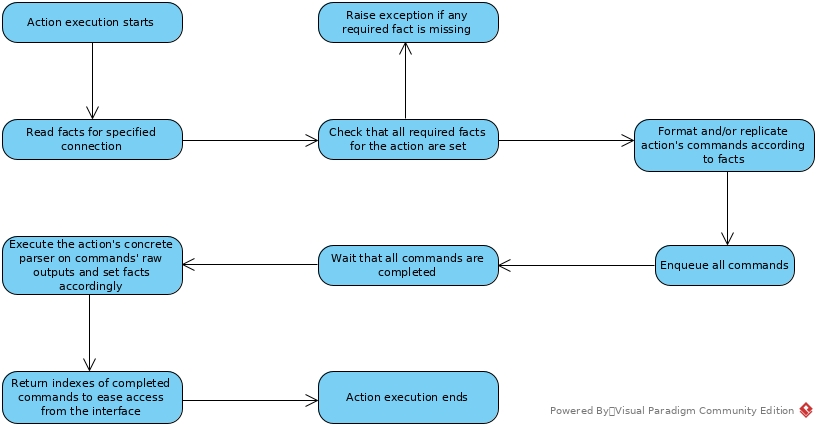 Action execution starts
Raise exception if any
required fact is missing
Read facts for specified
connection
Check that all required facts
for the action are set
Format and/or replicate
action's commands according
to facts
Execute the action's concrete
parser on commands' raw
outputs and set facts
accordingly
Wait that all commands are
completed
Enqueue all commands
Return indexes of completed
commands to ease access
from the interface
Action execution ends
Powered By Visual Paradigm Community Edition